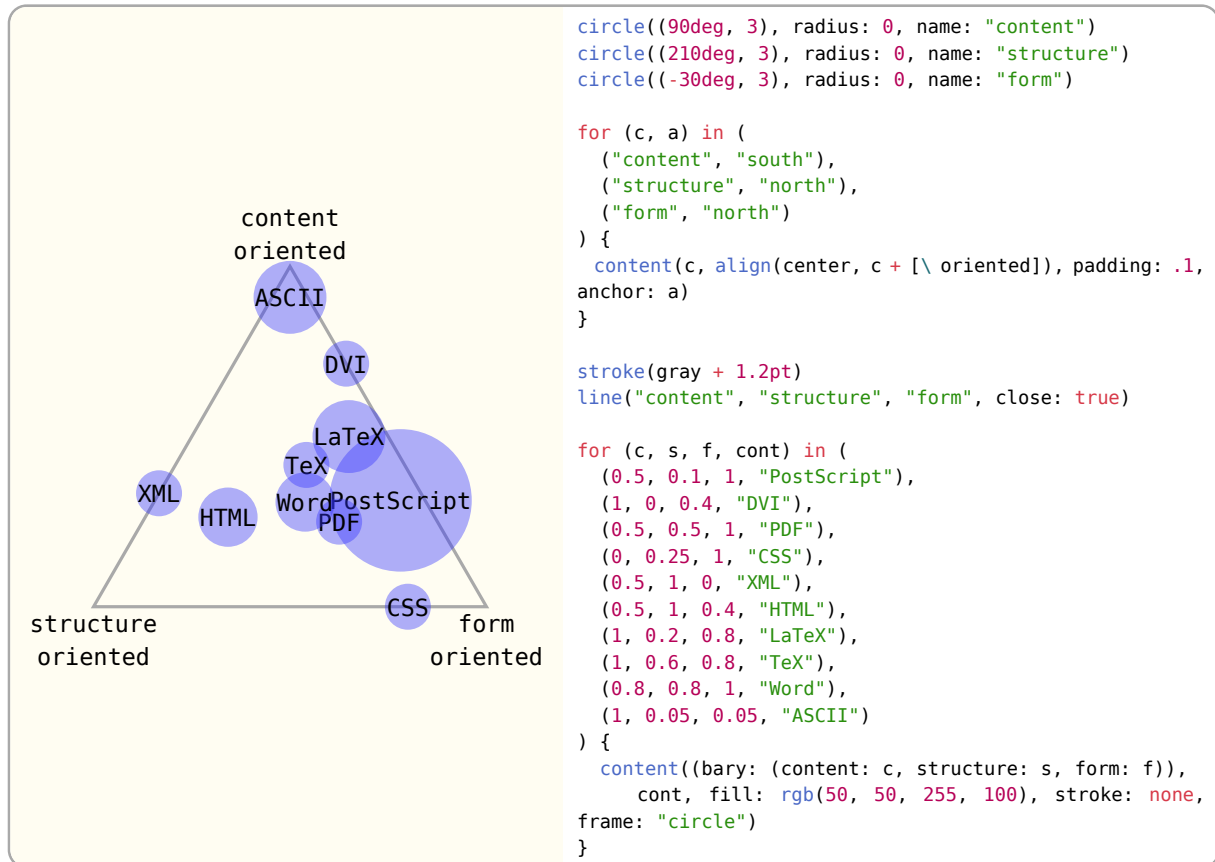 content
oriented
ASCII
DVI
LaTeX
TeX
XML
Word
PostScript
HTML
PDF
CSS
structure
oriented
form
oriented
circle((90deg, 3), radius: 0, name: "content")
circle((210deg, 3), radius: 0, name: "structure")
circle((-30deg, 3), radius: 0, name: "form")
for (c, a) in (
("content", "south"),
("structure", "north"),
("form", "north")
) {
content(c, align(center, c + [\ oriented]), padding: .1,
anchor: a)
}
stroke(gray + 1.2pt)
line("content", "structure", "form", close: true)
for (c, s, f, cont) in (
(0.5, 0.1, 1, "PostScript"),
(1, 0, 0.4, "DVI"),
(0.5, 0.5, 1, "PDF"),
(0, 0.25, 1, "CSS"),
(0.5, 1, 0, "XML"),
(0.5, 1, 0.4, "HTML"),
(1, 0.2, 0.8, "LaTeX"),
(1, 0.6, 0.8, "TeX"),
(0.8, 0.8, 1, "Word"),
(1, 0.05, 0.05, "ASCII")
) {
content((bary: (content: c, structure: s, form: f)),
cont, fill: rgb(50, 50, 255, 100), stroke: none,
frame: "circle")
}